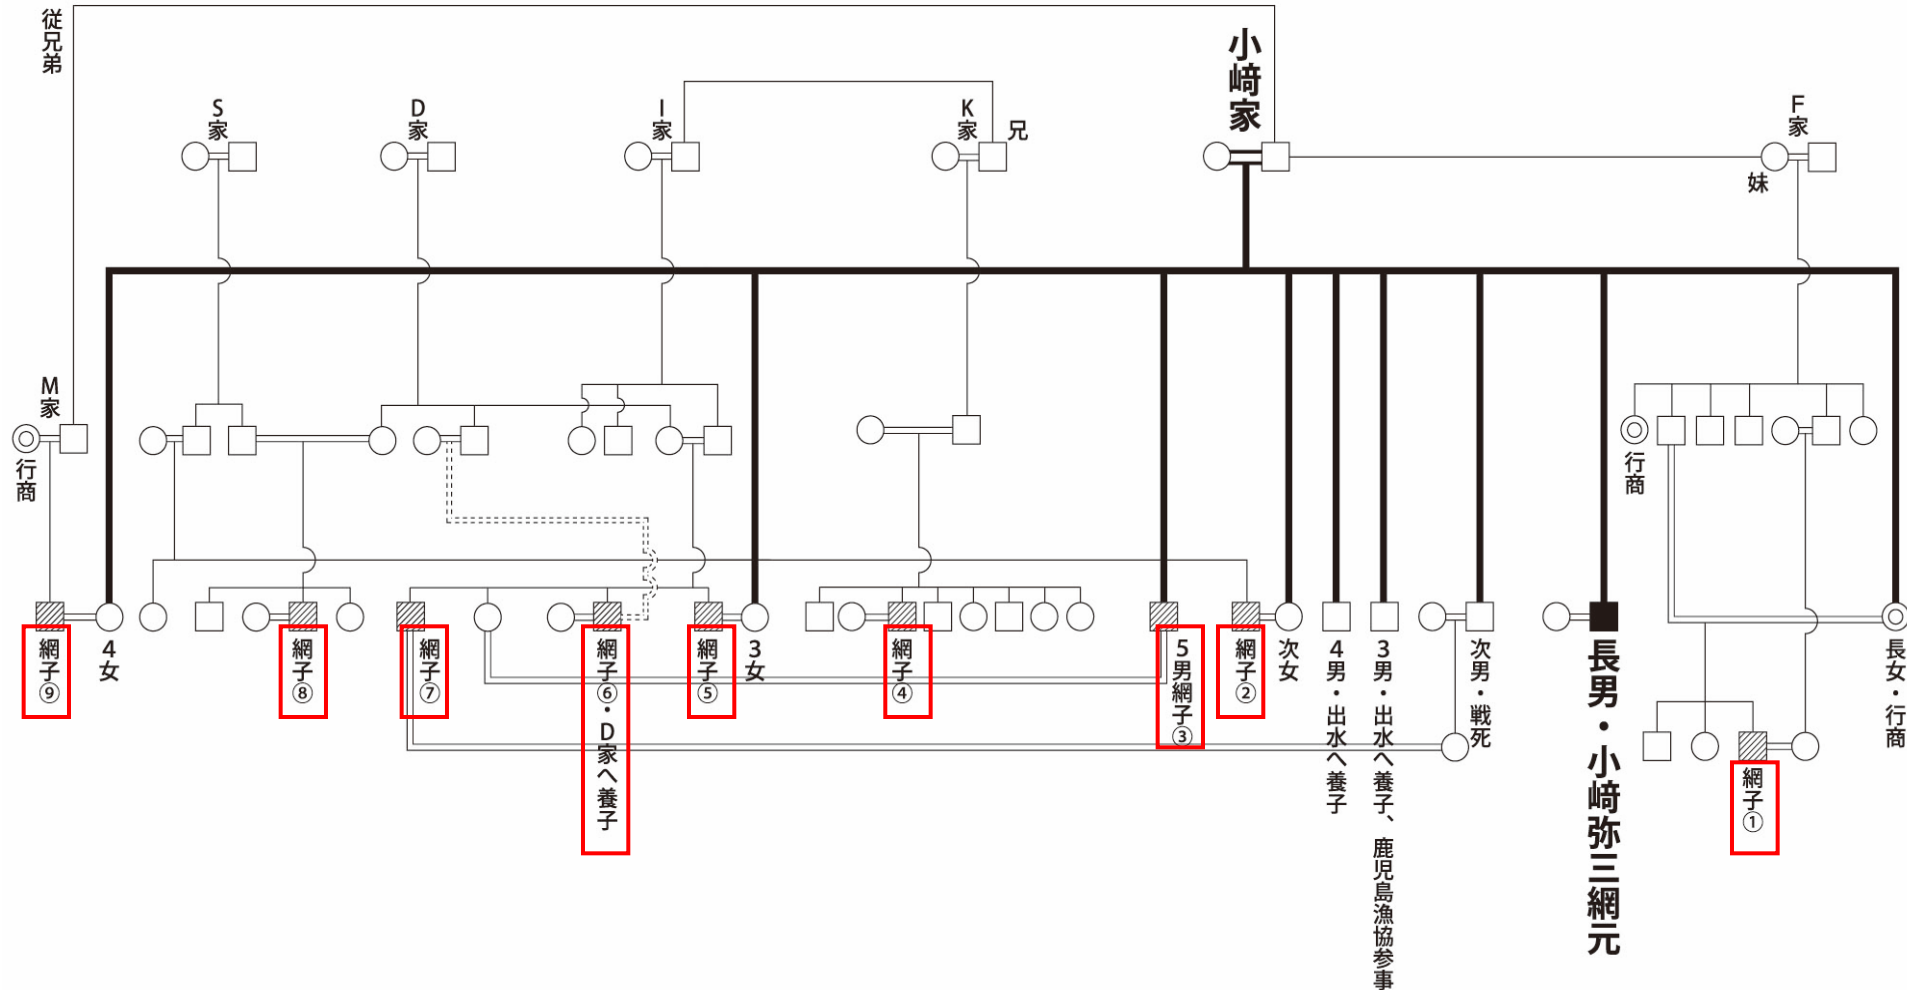 従兄弟
S家
D家
I家
K家
兄
小﨑家
F家
妹
M家
行商
行商
網子⑨
4女
網子⑧
網子⑦
網子⑥・D家へ養子
網子⑤
3女
網子④
5男網子③
網子②
次女
4男・出水へ養子
3男・出水へ養子、鹿児島漁協参事
次男・戦死
長男・小﨑弥三網元
網子①
長女・行商